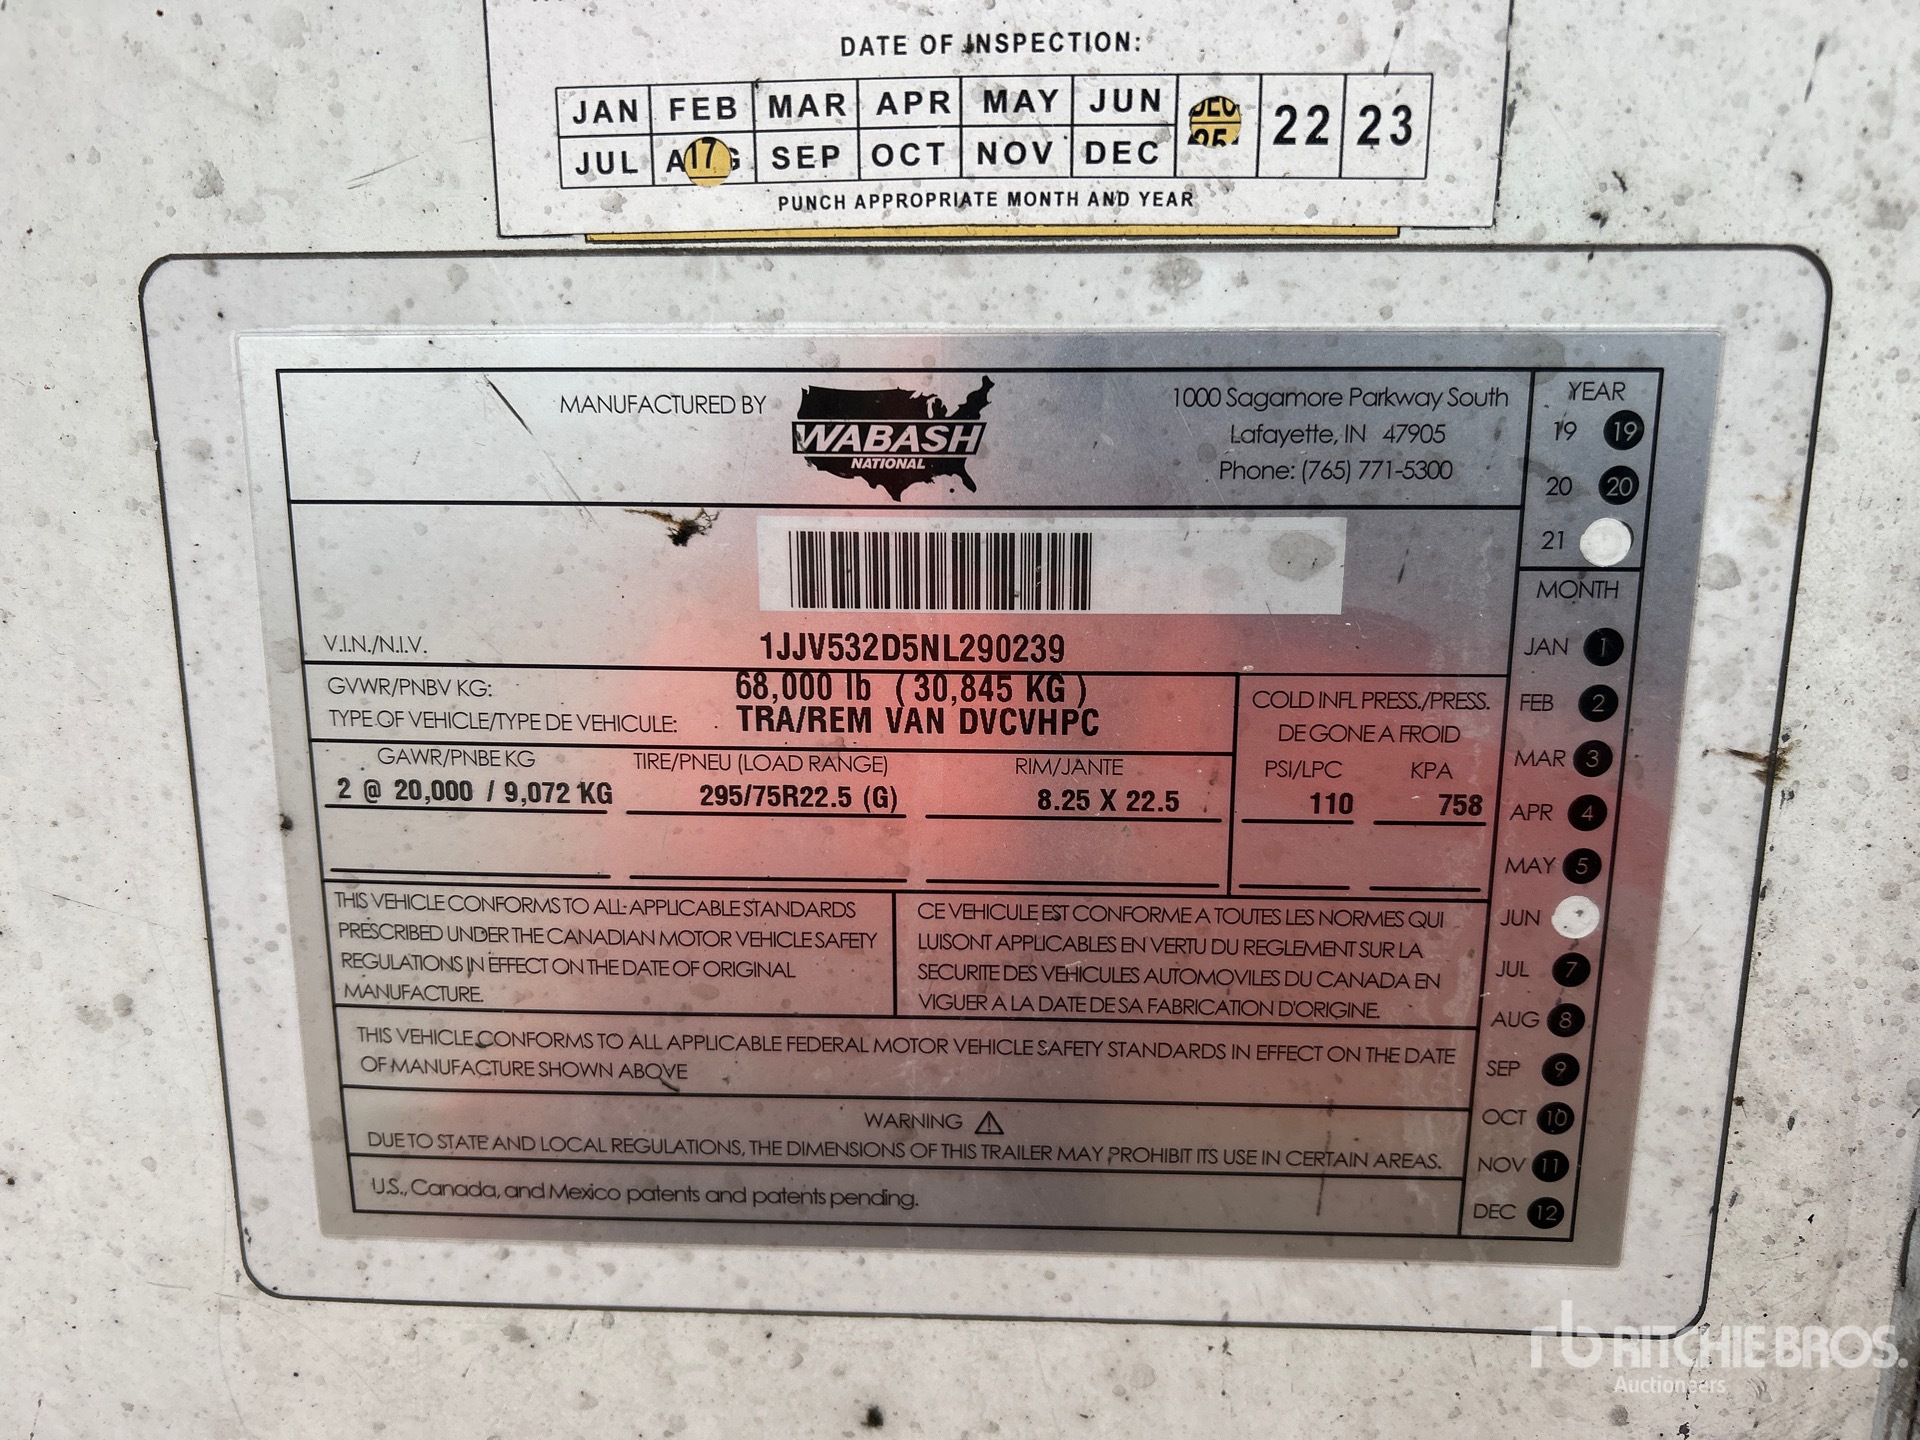 DATE OF INSPECTION:
JAN FEB MAR APR MAY JUN 22 23
JUL 17 SEP OCT NOV DEC
PUNCH APPROPRIATE MONTH AND YEAR
MANUFACTURED BY
WABASH
NATIONAL
1000 Sagamore Parkway South
Lafayette, IN 47905
Phone: (765) 771-5300
V.I.N./N.I.V. 1JJV532D5NL290239
GVWR/PNBV KG: 68,000 lb ( 30,845 KG )
TYPE OF VEHICLE/TYPE DE VEHICULE: TRA/REM VAN DVCVHPC
COLD INFL PRESS./PRESS.
DE GONE A FROID
GAWR/PNBE KG TIRE/PNEU (LOAD RANGE) RIM/JANTE PSI/LPC KPA
2 @ 20,000 / 9,072 KG 295/75R22.5 (G) 8.25 X 22.5 110 758
THIS VEHICLE CONFORMS TO ALL APPLICABLE STANDARDS
PRESCRIBED UNDER THE CANADIAN MOTOR VEHICLE SAFETY
REGULATIONS IN EFFECT ON THE DATE OF ORIGINAL
MANUFACTURE.
CE VEHICULE EST CONFORME A TOUTES LES NORMES QUI
LUISONT APPLICABLES EN VERTU DU REGLEMENT SUR LA
SECURITE DES VEHICULES AUTOMOVILES DU CANADA EN
VIGUER A LA DATE DE SA FABRICATION D'ORIGINE.
THIS VEHICLE CONFORMS TO ALL APPLICABLE FEDERAL MOTOR VEHICLE SAFETY STANDARDS IN EFFECT ON THE DATE
OF MANUFACTURE SHOWN ABOVE
WARNING ⚠
DUE TO STATE AND LOCAL REGULATIONS, THE DIMENSIONS OF THIS TRAILER MAY PROHIBIT ITS USE IN CERTAIN AREAS.
U.S., Canada, and Mexico patents and patents pending.
YEAR
19 19
20 20
21
MONTH
JAN 1
FEB 2
MAR 3
APR 4
MAY 5
JUN
JUL 7
AUG 8
SEP 9
OCT 10
NOV 11
DEC 12
rb RITCHIE BROS.
Auctioneers